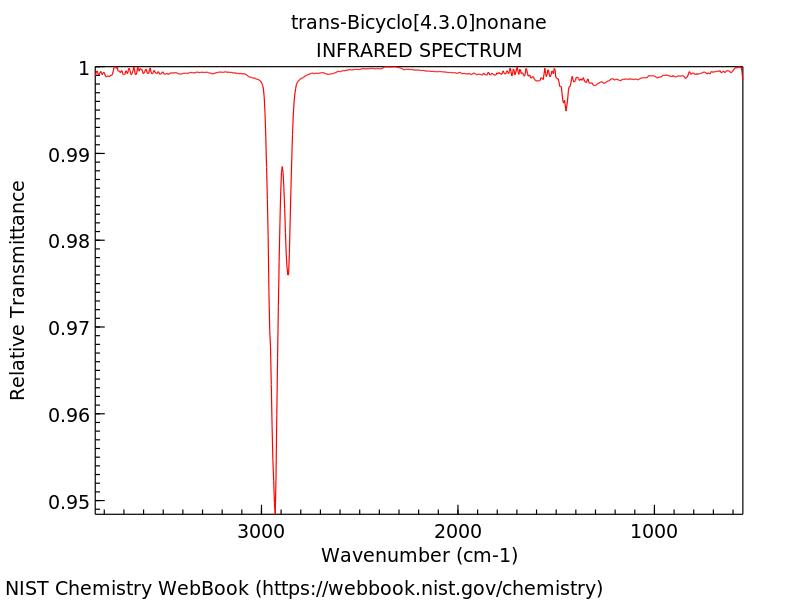 trans-Bicyclo[4.3.0]nonane
INFRARED SPECTRUM
1
0.99
0.98
0.97
0.96
0.95
Relative Transmittance
3000 2000 1000
Wavenumber (cm-1)
NIST Chemistry WebBook (https://webbook.nist.gov/chemistry)